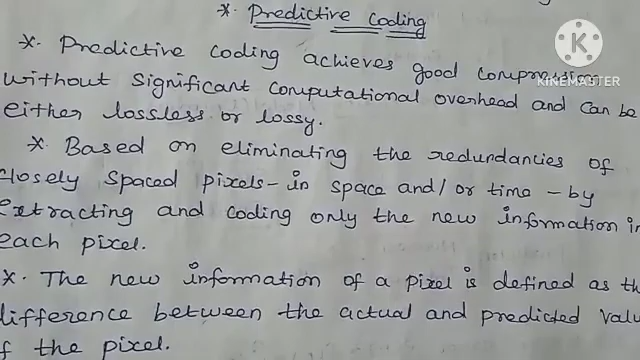 * Predictive Coding
* Predictive coding achieves good compression
without significant computational overhead and can be
either lossless or lossy.
* Based on eliminating the redundancies of
closely spaced pixels - in space and/or time - by
extracting and coding only the new information in
each pixel.
* The new information of a pixel is defined as the
difference between the actual and predicted value
of the pixel.
KINEMASTER